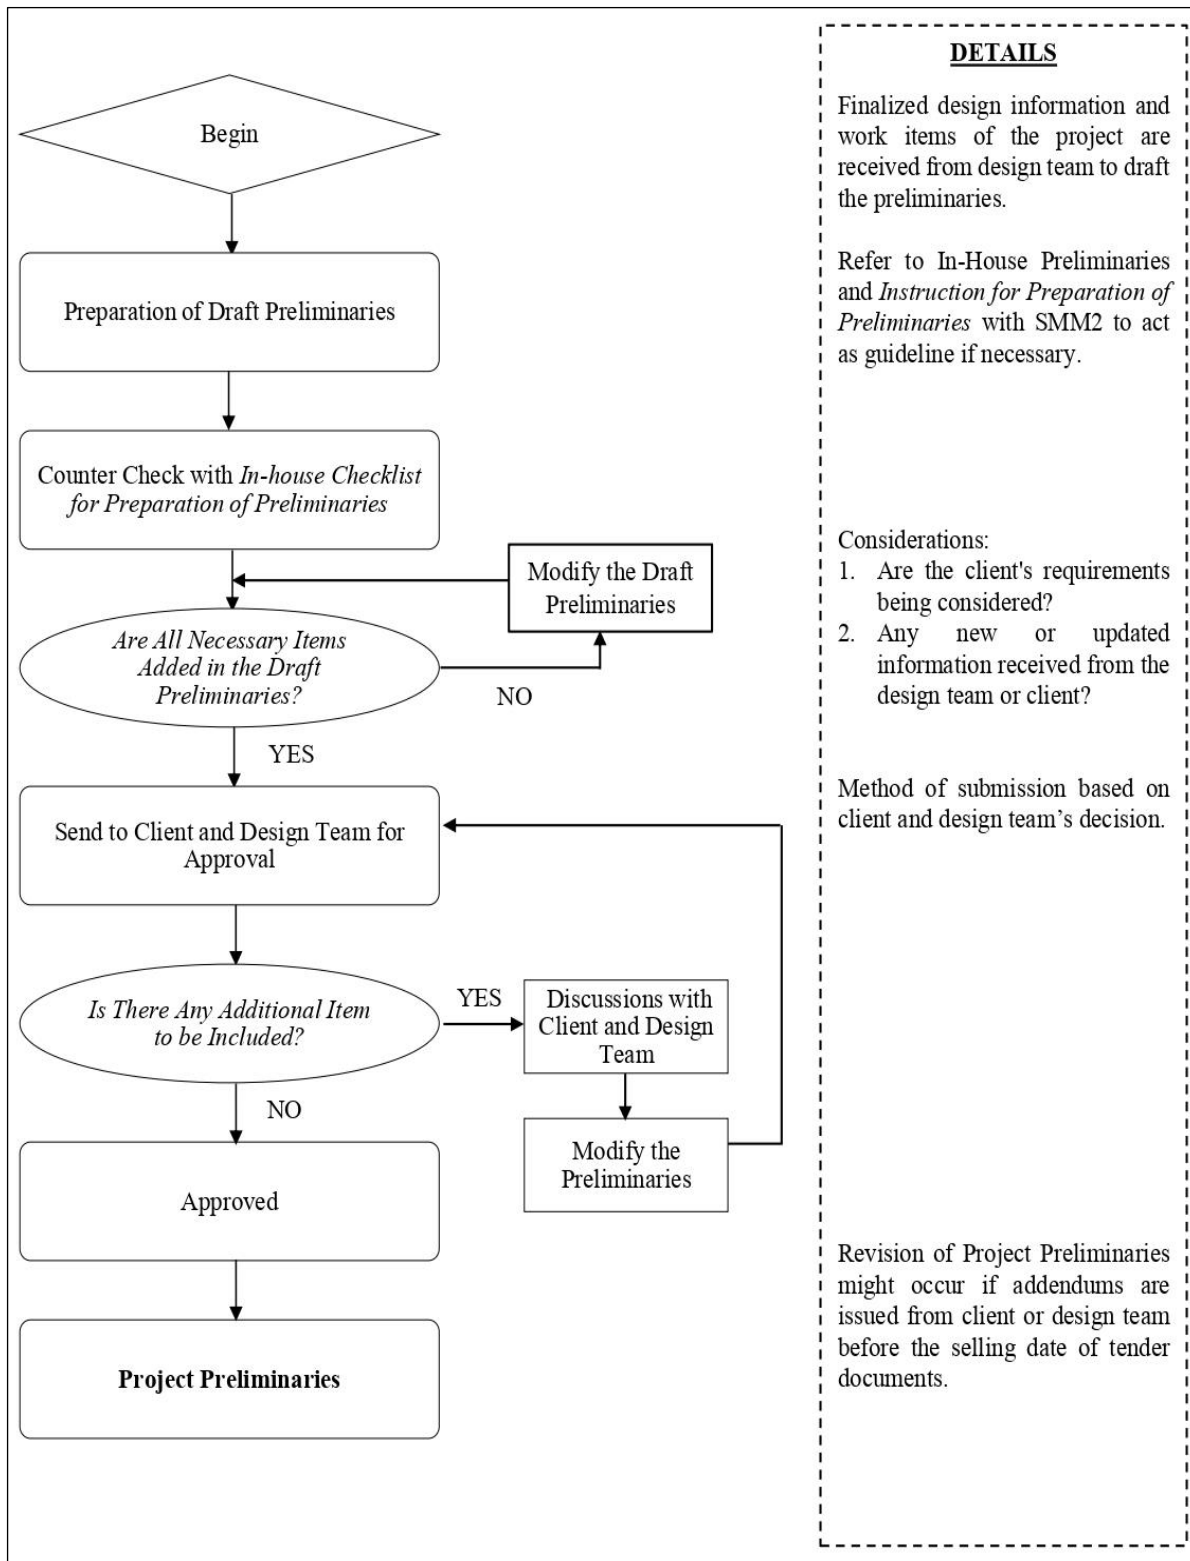 Begin
Preparation of Draft Preliminaries
Counter Check with In-house Checklist
for Preparation of Preliminaries
Modify the Draft
Preliminaries
Are All Necessary Items
Added in the Draft
Preliminaries?
NO
YES
Send to Client and Design Team for
Approval
Is There Any Additional Item
to be Included?
YES
Discussions with
Client and Design
Team
Modify the
Preliminaries
NO
Approved
Project Preliminaries
DETAILS
Finalized design information and
work items of the project are
received from design team to draft
the preliminaries.
Refer to In-House Preliminaries
and Instruction for Preparation of
Preliminaries with SMM2 to act
as guideline if necessary.
Considerations:
1. Are the client's requirements
being considered?
2. Any new or updated
information received from the
design team or client?
Method of submission based on
client and design team’s decision.
Revision of Project Preliminaries
might occur if addendums are
issued from client or design team
before the selling date of tender
documents.